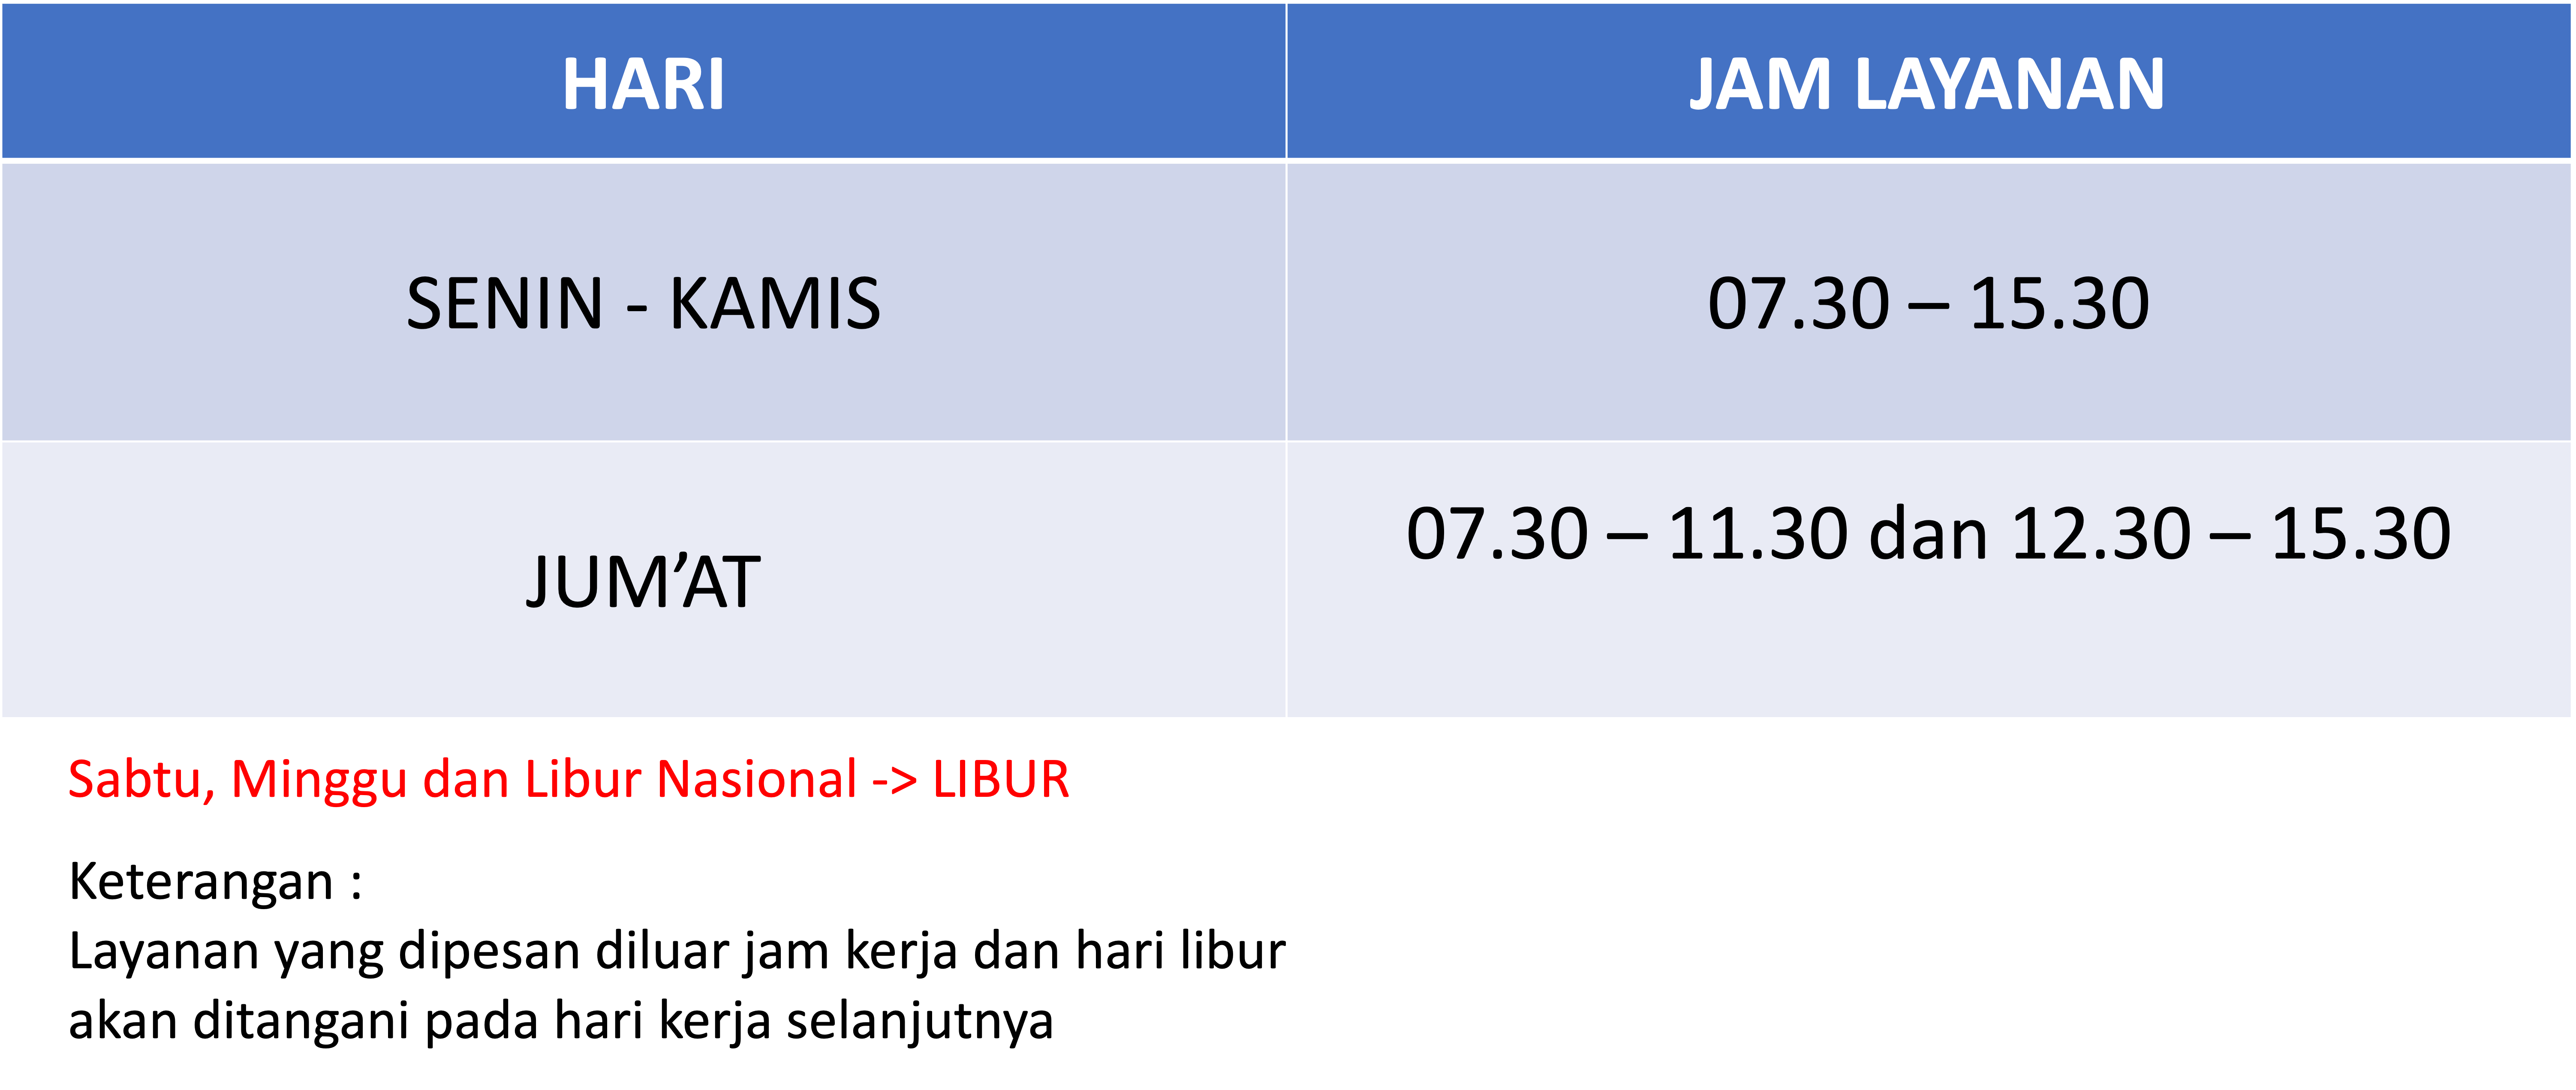 HARI JAM LAYANAN
SENIN - KAMIS 07.30 – 15.30
JUM’AT 07.30 – 11.30 dan 12.30 – 15.30
Sabtu, Minggu dan Libur Nasional -> LIBUR
Keterangan :
Layanan yang dipesan diluar jam kerja dan hari libur
akan ditangani pada hari kerja selanjutnya